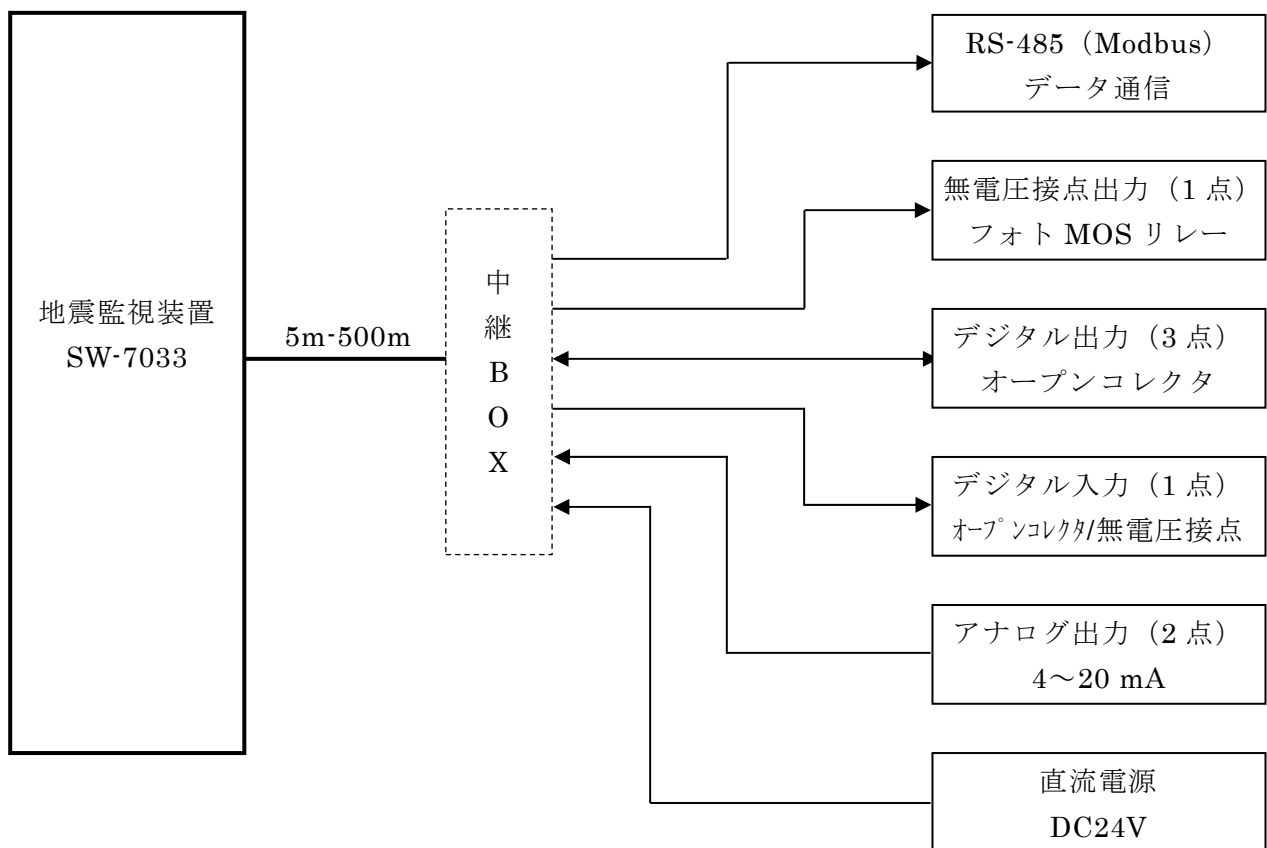 地震監視装置
SW-7033
5m-500m
中
継
B
O
X
RS-485（Modbus）
データ通信
無電圧接点出力（1 点）
フォト MOS リレー
デジタル出力（3 点）
オープンコレクタ
デジタル入力（1 点）
ｵｰﾌﾟﾝｺﾚｸﾀ/無電圧接点
アナログ出力（2 点）
4～20 mA
直流電源
DC24V